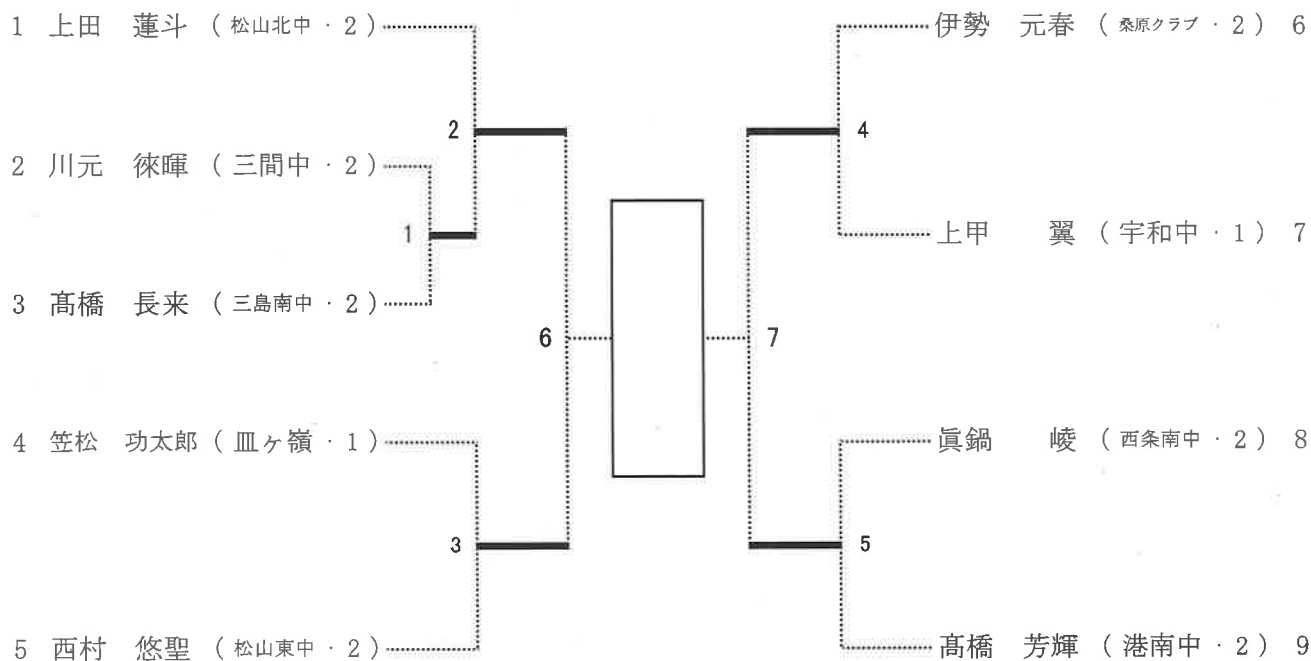 1 上田 蓮斗 (松山北中・2)
2 川元 徠暉 (三間中・2)
3 髙橋 長来 (三島南中・2)
4 笠松 功太郎 (皿ヶ嶺・1)
5 西村 悠聖 (松山東中・2)
2
1
6
3
伊勢 元春 (桑原クラブ・2) 6
上甲 翼 (宇和中・1) 7
眞鍋 崚 (西条南中・2) 8
髙橋 芳輝 (港南中・2) 9
4
7
5